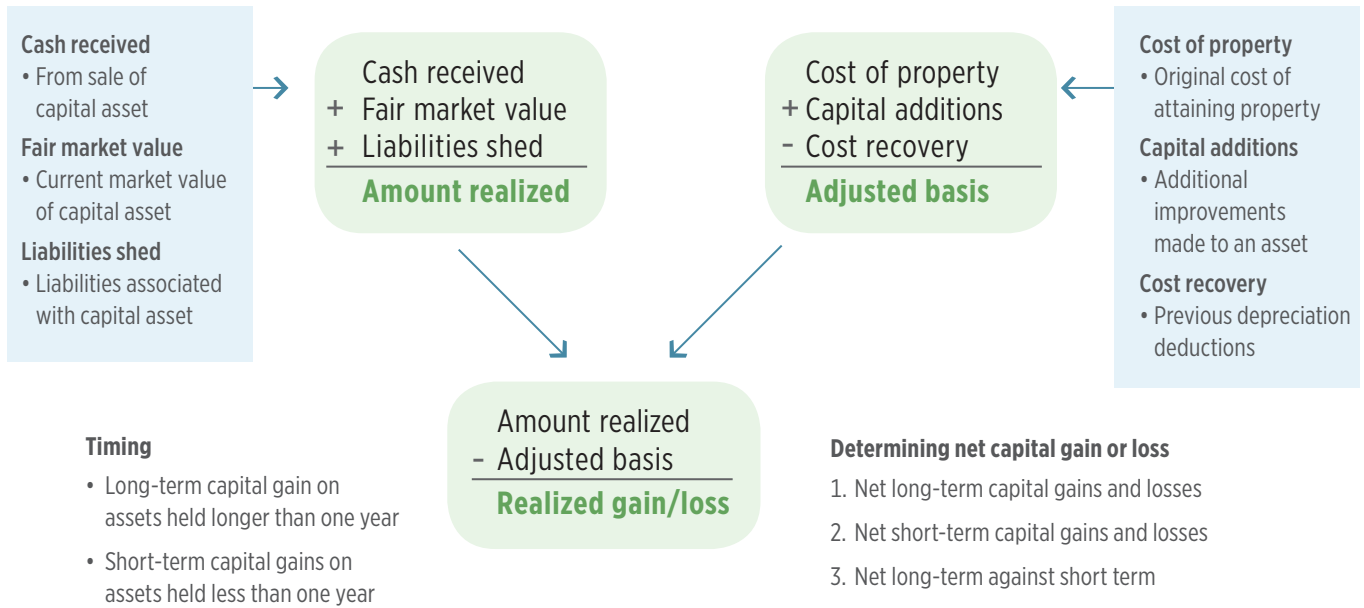 Cash received
• From sale of
capital asset
Fair market value
• Current market value
of capital asset
Liabilities shed
• Liabilities associated
with capital asset
Cash received
+ Fair market value
+ Liabilities shed
Amount realized
Cost of property
+ Capital additions
- Cost recovery
Adjusted basis
Cost of property
• Original cost of
attaining property
Capital additions
• Additional
improvements
made to an asset
Cost recovery
• Previous depreciation
deductions
Amount realized
- Adjusted basis
Realized gain/loss
Timing
• Long-term capital gain on
assets held longer than one year
• Short-term capital gains on
assets held less than one year
Determining net capital gain or loss
1. Net long-term capital gains and losses
2. Net short-term capital gains and losses
3. Net long-term against short term